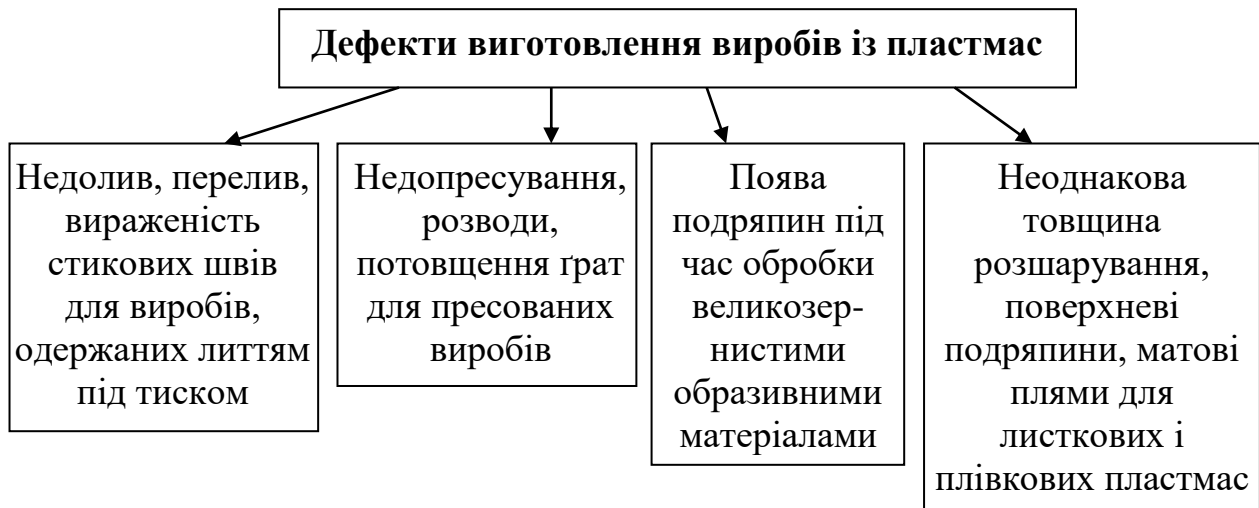 Дефекти виготовлення виробів із пластмас
Недолив, перелив,
вираженість
стикових швів
для виробів,
одержаних литтям
під тиском
Недопресування,
розводи,
потовщення ґрат
для пресованих
виробів
Поява
подряпин під
час обробки
великозер-
нистими
образивними
матеріалами
Неоднакова
товщина
розшарування,
поверхневі
подряпини, матові
плями для
листкових і
плівкових пластмас